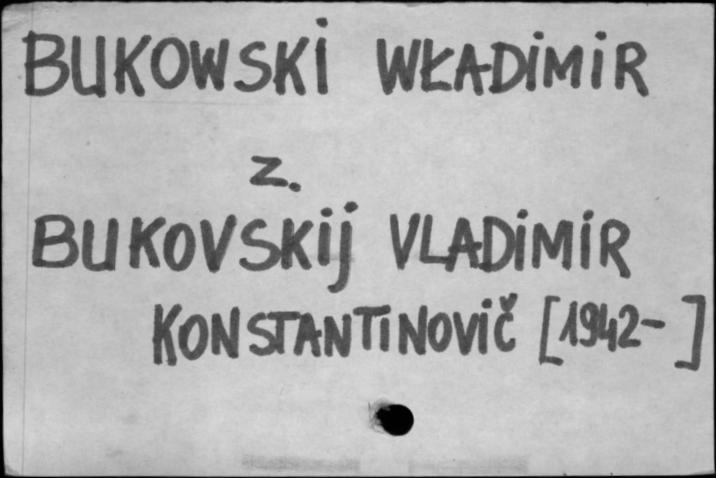 BUKOWSKi WŁADiMiR
z.
BUKOVSKij VLADiMiR
KONSTANTiNOViČ [1942- ]